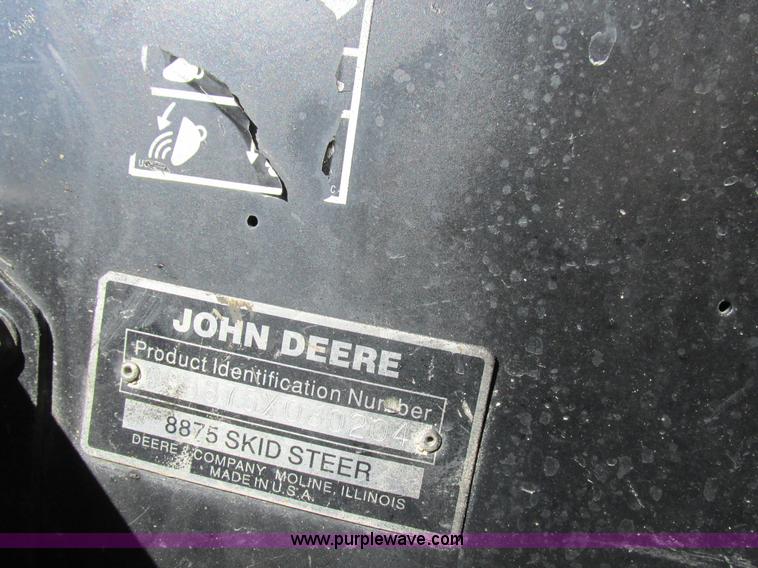 JOHN DEERE
Product Identification Number
8875 SKID STEER
DEERE & COMPANY MOLINE, ILLINOIS
MADE IN U.S.A.
www.purplewave.com